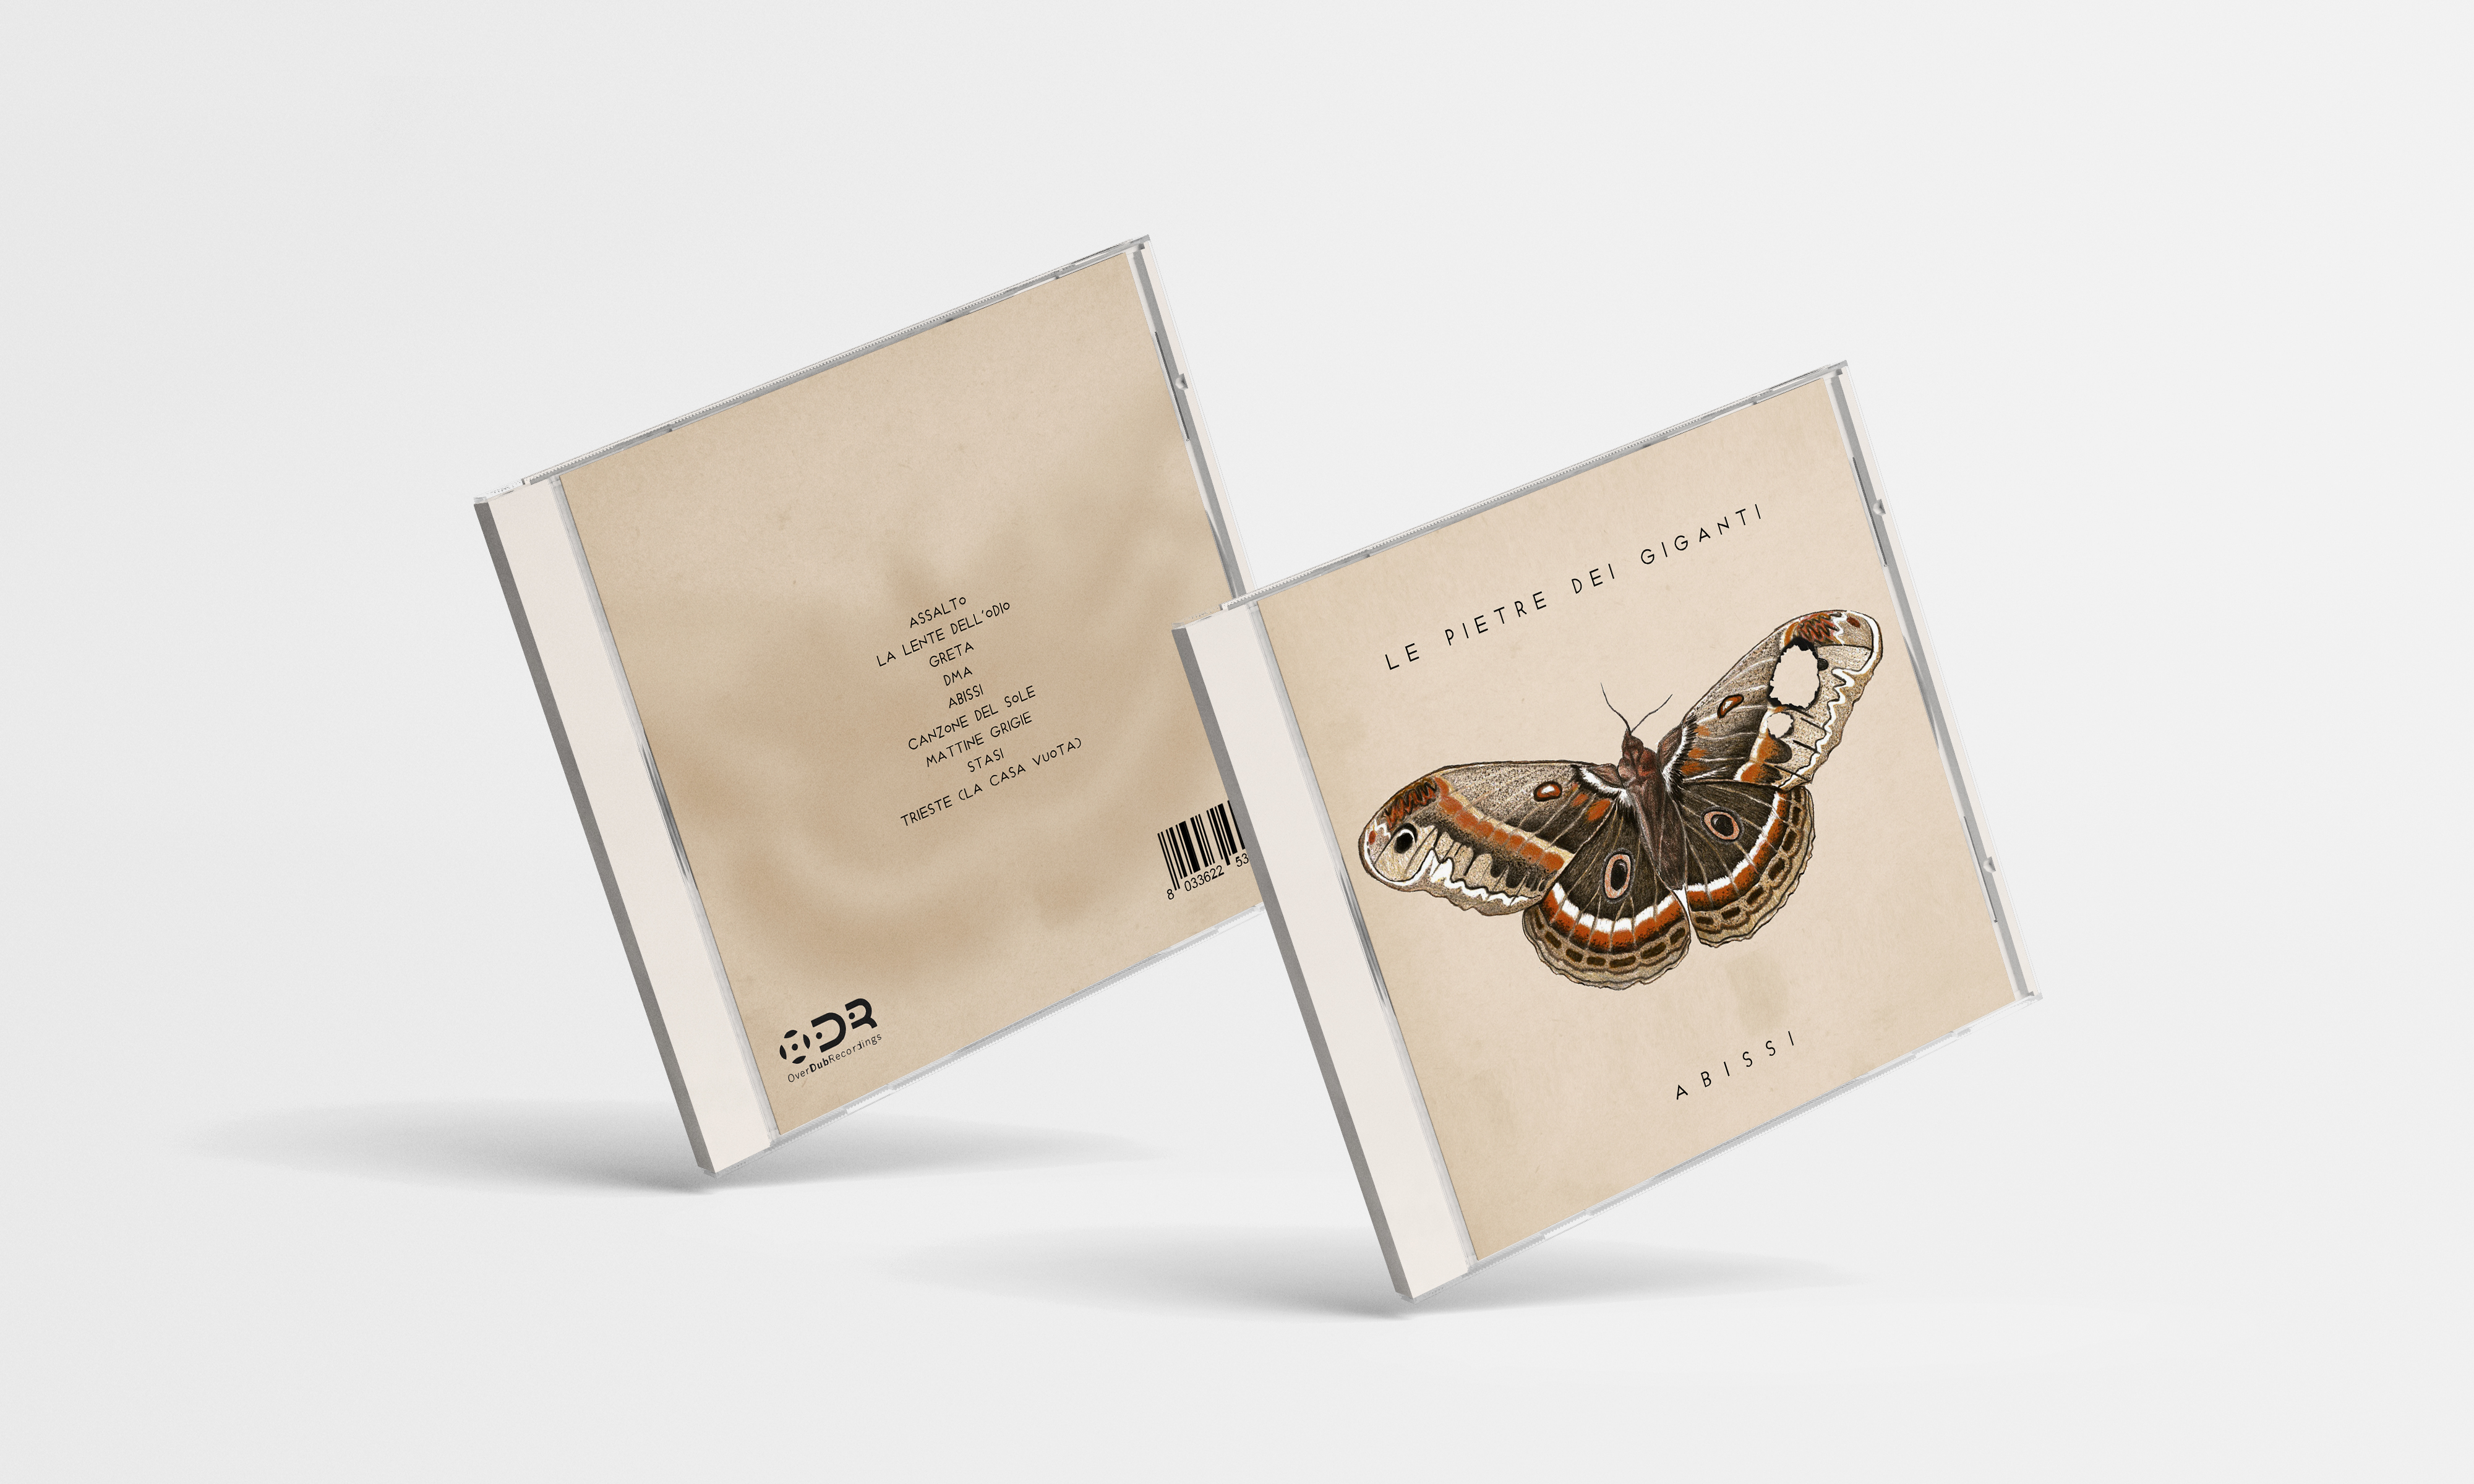 ASSALTO
LA LENTE DELL'ODIO
GRETA
DMA
ABISSI
CANZONE DEL SOLE
MATTINE GRIGIE
STASI
TRIESTE (LA CASA VUOTA)
8 033622 53
ODR
OverDubRecordings
LE PIETRE DEI GIGANTI
ABISSI